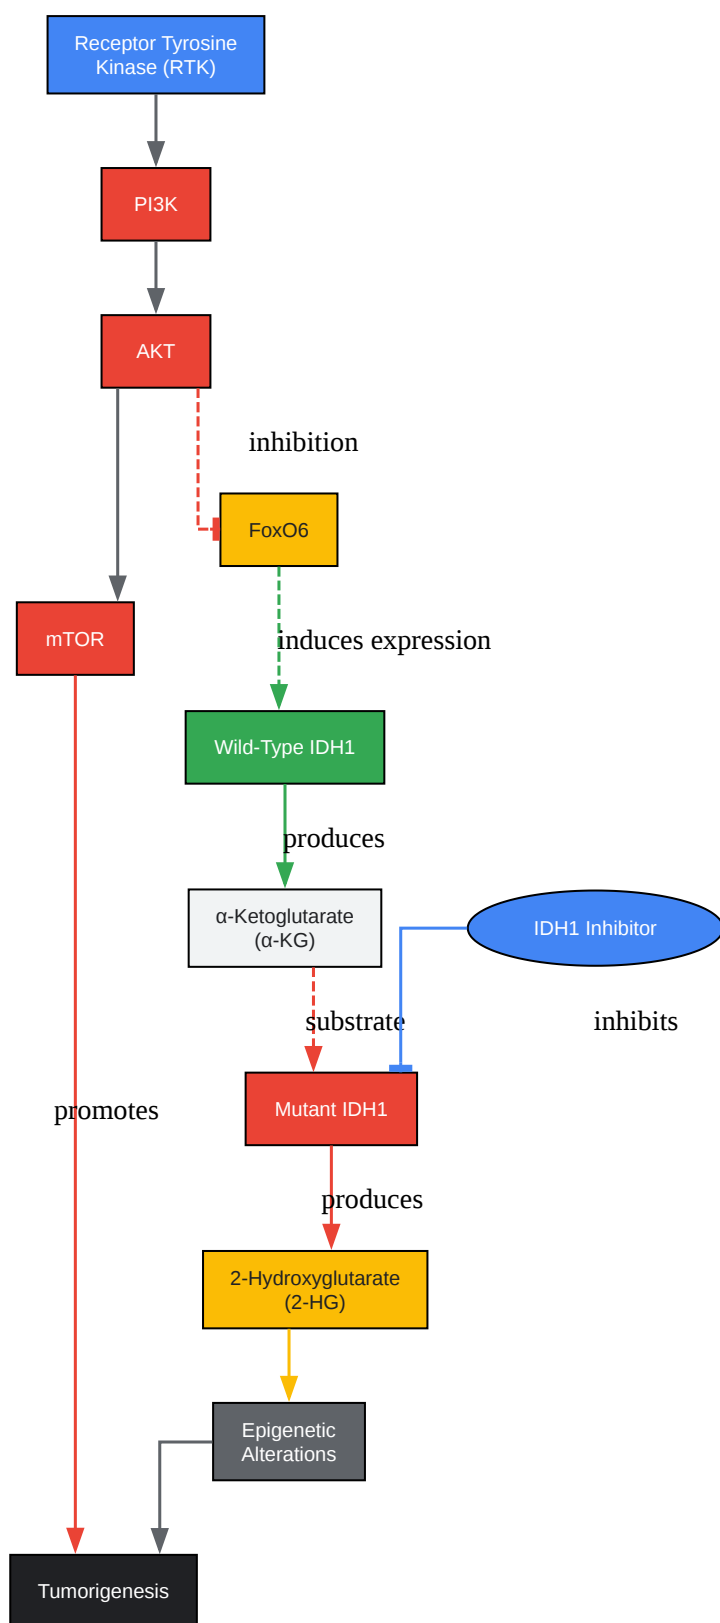 Receptor Tyrosine
Kinase (RTK)
PI3K
AKT
inhibition
FoxO6
induces expression
mTOR
Wild-Type IDH1
produces
α-Ketoglutarate
(α-KG)
IDH1 Inhibitor
substrate
inhibits
promotes
Mutant IDH1
produces
2-Hydroxyglutarate
(2-HG)
Epigenetic
Alterations
Tumorigenesis